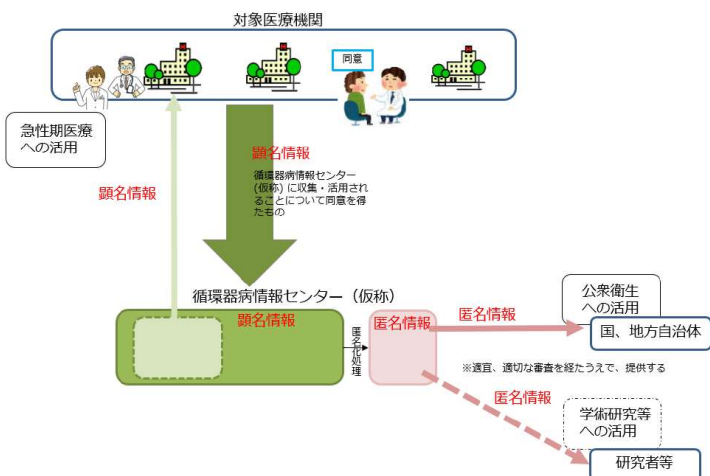 対象医療機関
同意
急性期医療
への活用
顕名情報
顕名情報
循環器病情報センター
(仮称) に収集・活用され
ることについて同意を得
たもの
循環器病情報センター（仮称）
顕名情報
匿名化処理
匿名情報
匿名情報
公衆衛生
への活用
国、地方自治体
※適宜、適切な審査を経たうえで、提供する
匿名情報
学術研究等
への活用
研究者等